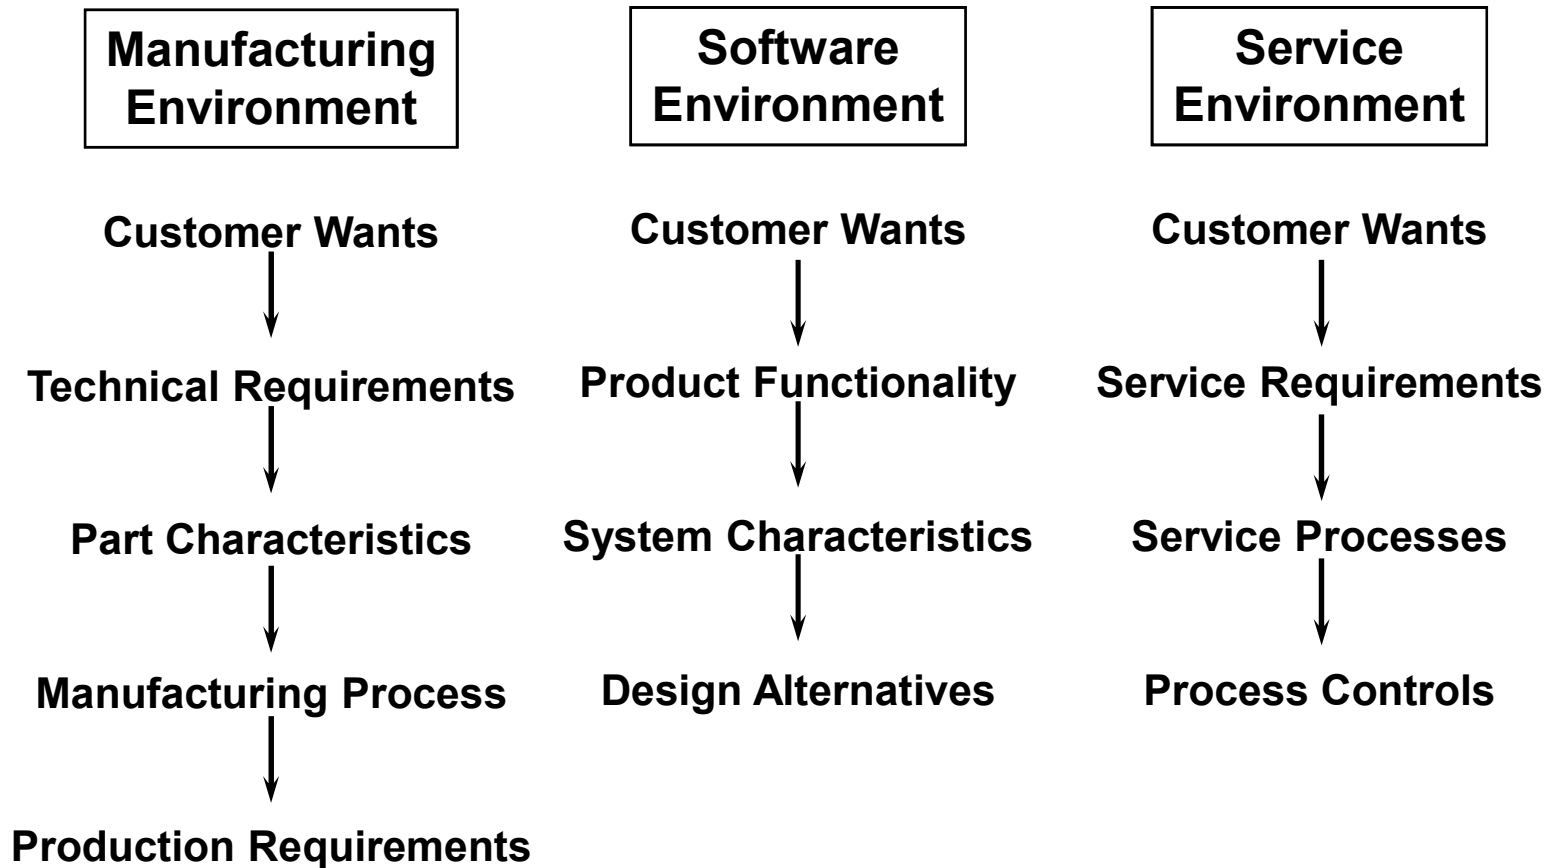 Manufacturing
Environment
Customer Wants
Technical Requirements
Part Characteristics
Manufacturing Process
Production Requirements
Software
Environment
Customer Wants
Product Functionality
System Characteristics
Design Alternatives
Service
Environment
Customer Wants
Service Requirements
Service Processes
Process Controls